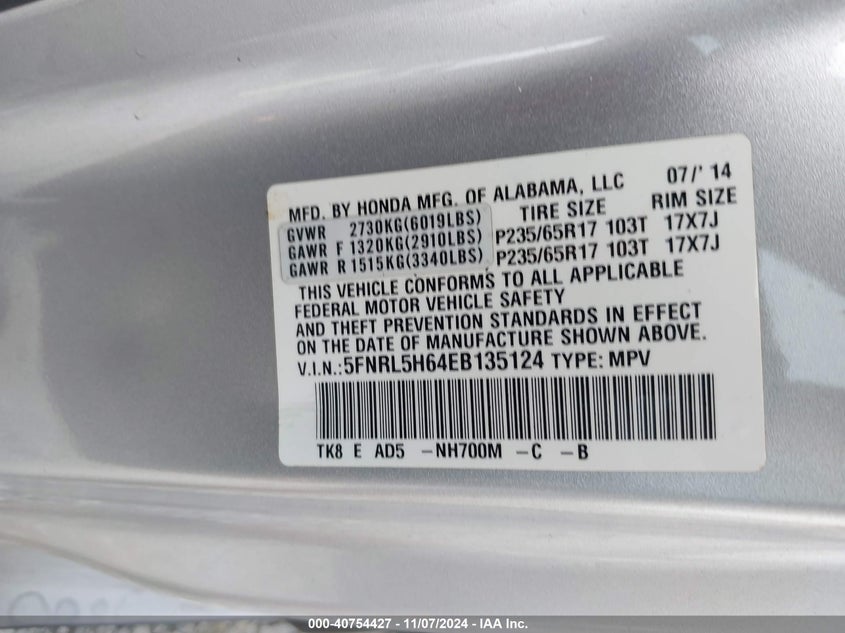 MFD. BY HONDA MFG. OF ALABAMA, LLC 07/' 14
GVWR 2730KG(6019LBS) TIRE SIZE RIM SIZE
GAWR F 1320KG(2910LBS) P235/65R17 103T 17X7J
GAWR R 1515KG(3340LBS) P235/65R17 103T 17X7J
THIS VEHICLE CONFORMS TO ALL APPLICABLE
FEDERAL MOTOR VEHICLE SAFETY
AND THEFT PREVENTION STANDARDS IN EFFECT
ON THE DATE OF MANUFACTURE SHOWN ABOVE.
V.I.N.:5FNRL5H64EB135124 TYPE: MPV
TK8 E AD5 -NH700M -C -B
000-40754427 - 11/07/2024 - IAA Inc.